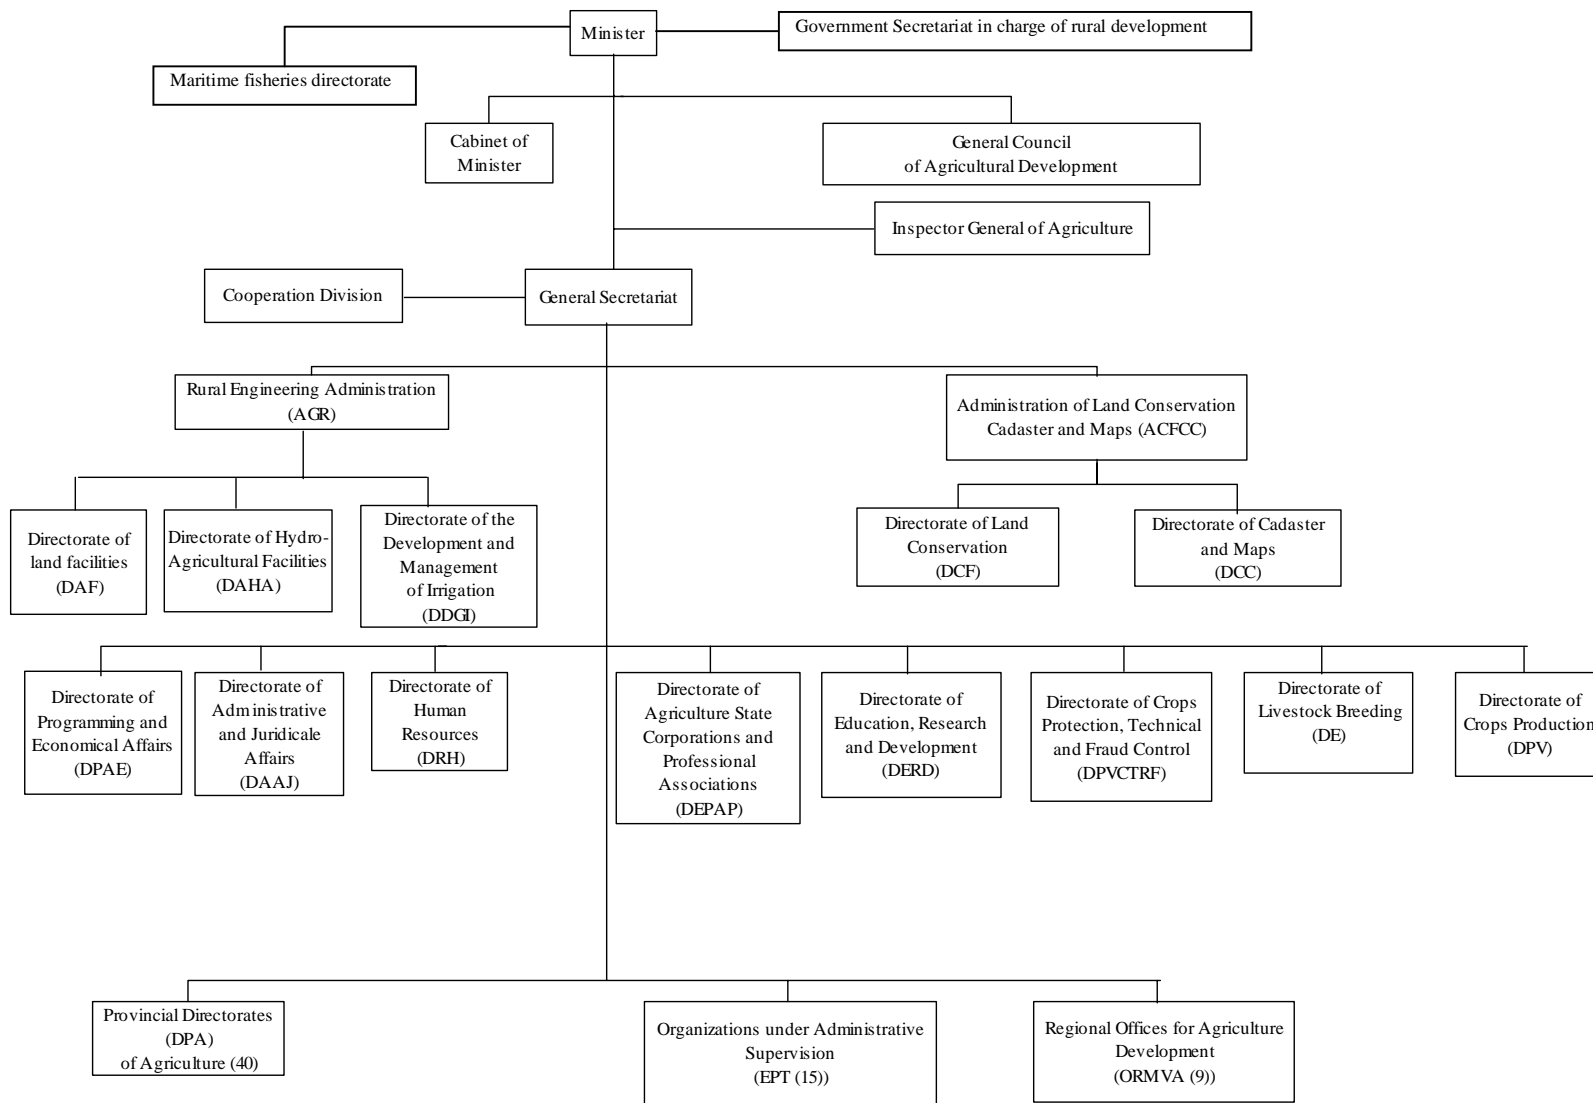 Minister
Government Secretariat in charge of rural development
Maritime fisheries directorate
Cabinet of
Minister
General Council
of Agricultural Development
Inspector General of Agriculture
Cooperation Division
General Secretariat
Rural Engineering Administration
(AGR)
Administration of Land Conservation
Cadaster and Maps (ACFCC)
Directorate of
land facilities
(DAF)
Directorate of Hydro-
Agricultural Facilities
(DAHA)
Directorate of the
Development and
Management
of Irrigation
(DDGI)
Directorate of Land
Conservation
(DCF)
Directorate of Cadaster
and Maps
(DCC)
Directorate of
Programming and
Economical Affairs
(DPAE)
Directorate of
Administrative
and Juridicale
Affairs
(DAAJ)
Directorate of
Human
Resources
(DRH)
Directorate of
Agriculture State
Corporations and
Professional
Associations
(DEPAP)
Directorate of
Education, Research
and Development
(DERD)
Directorate of Crops
Protection, Technical
and Fraud Control
(DPVCTRF)
Directorate of
Livestock Breeding
(DE)
Directorate of
Crops Production
(DPV)
Provincial Directorates
(DPA)
of Agriculture (40)
Organizations under Administrative
Supervision
(EPT (15))
Regional Offices for Agriculture
Development
(ORMVA (9))